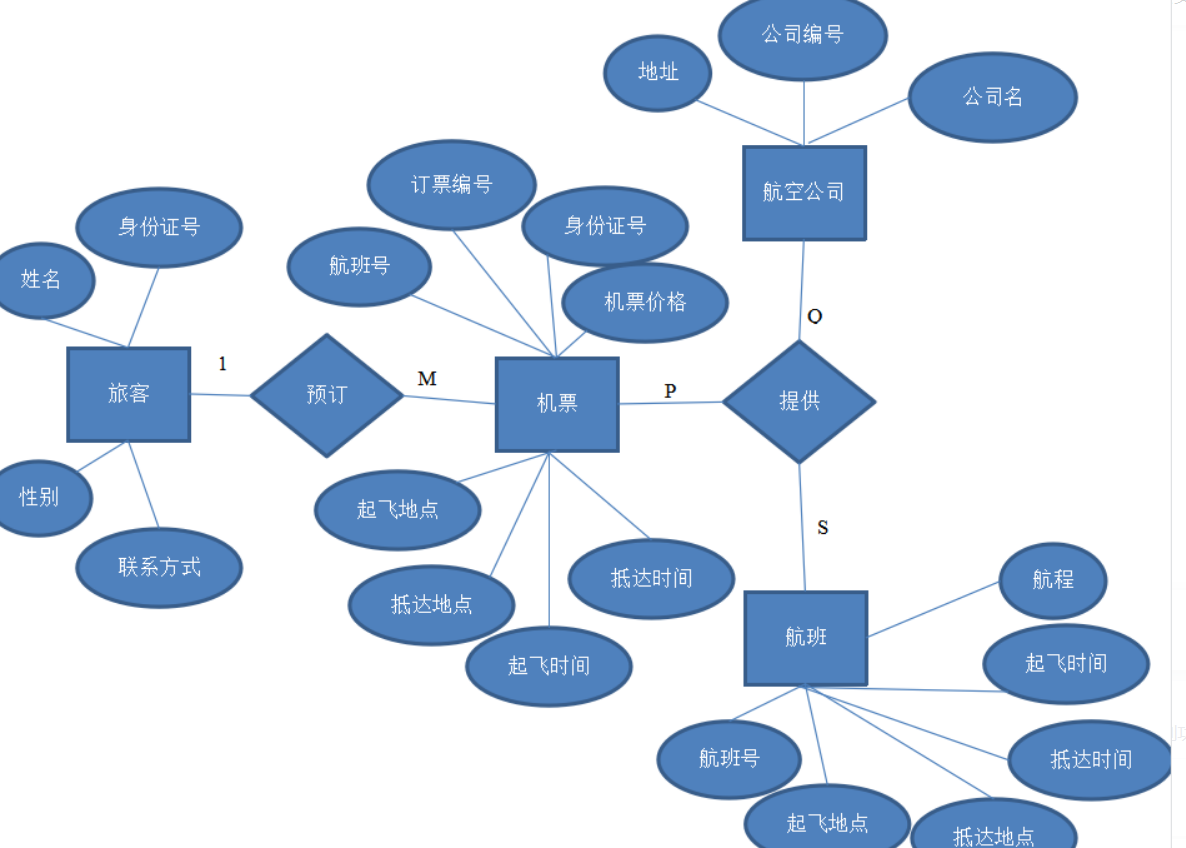 公司编号
地址
公司名
航空公司
订票编号
身份证号
身份证号
航班号
姓名
机票价格
Q
1
M
旅客
预订
机票
P
提供
性别
起飞地点
S
联系方式
抵达地点
抵达时间
航程
起飞时间
航班
起飞时间
航班号
抵达时间
起飞地点
抵达地点